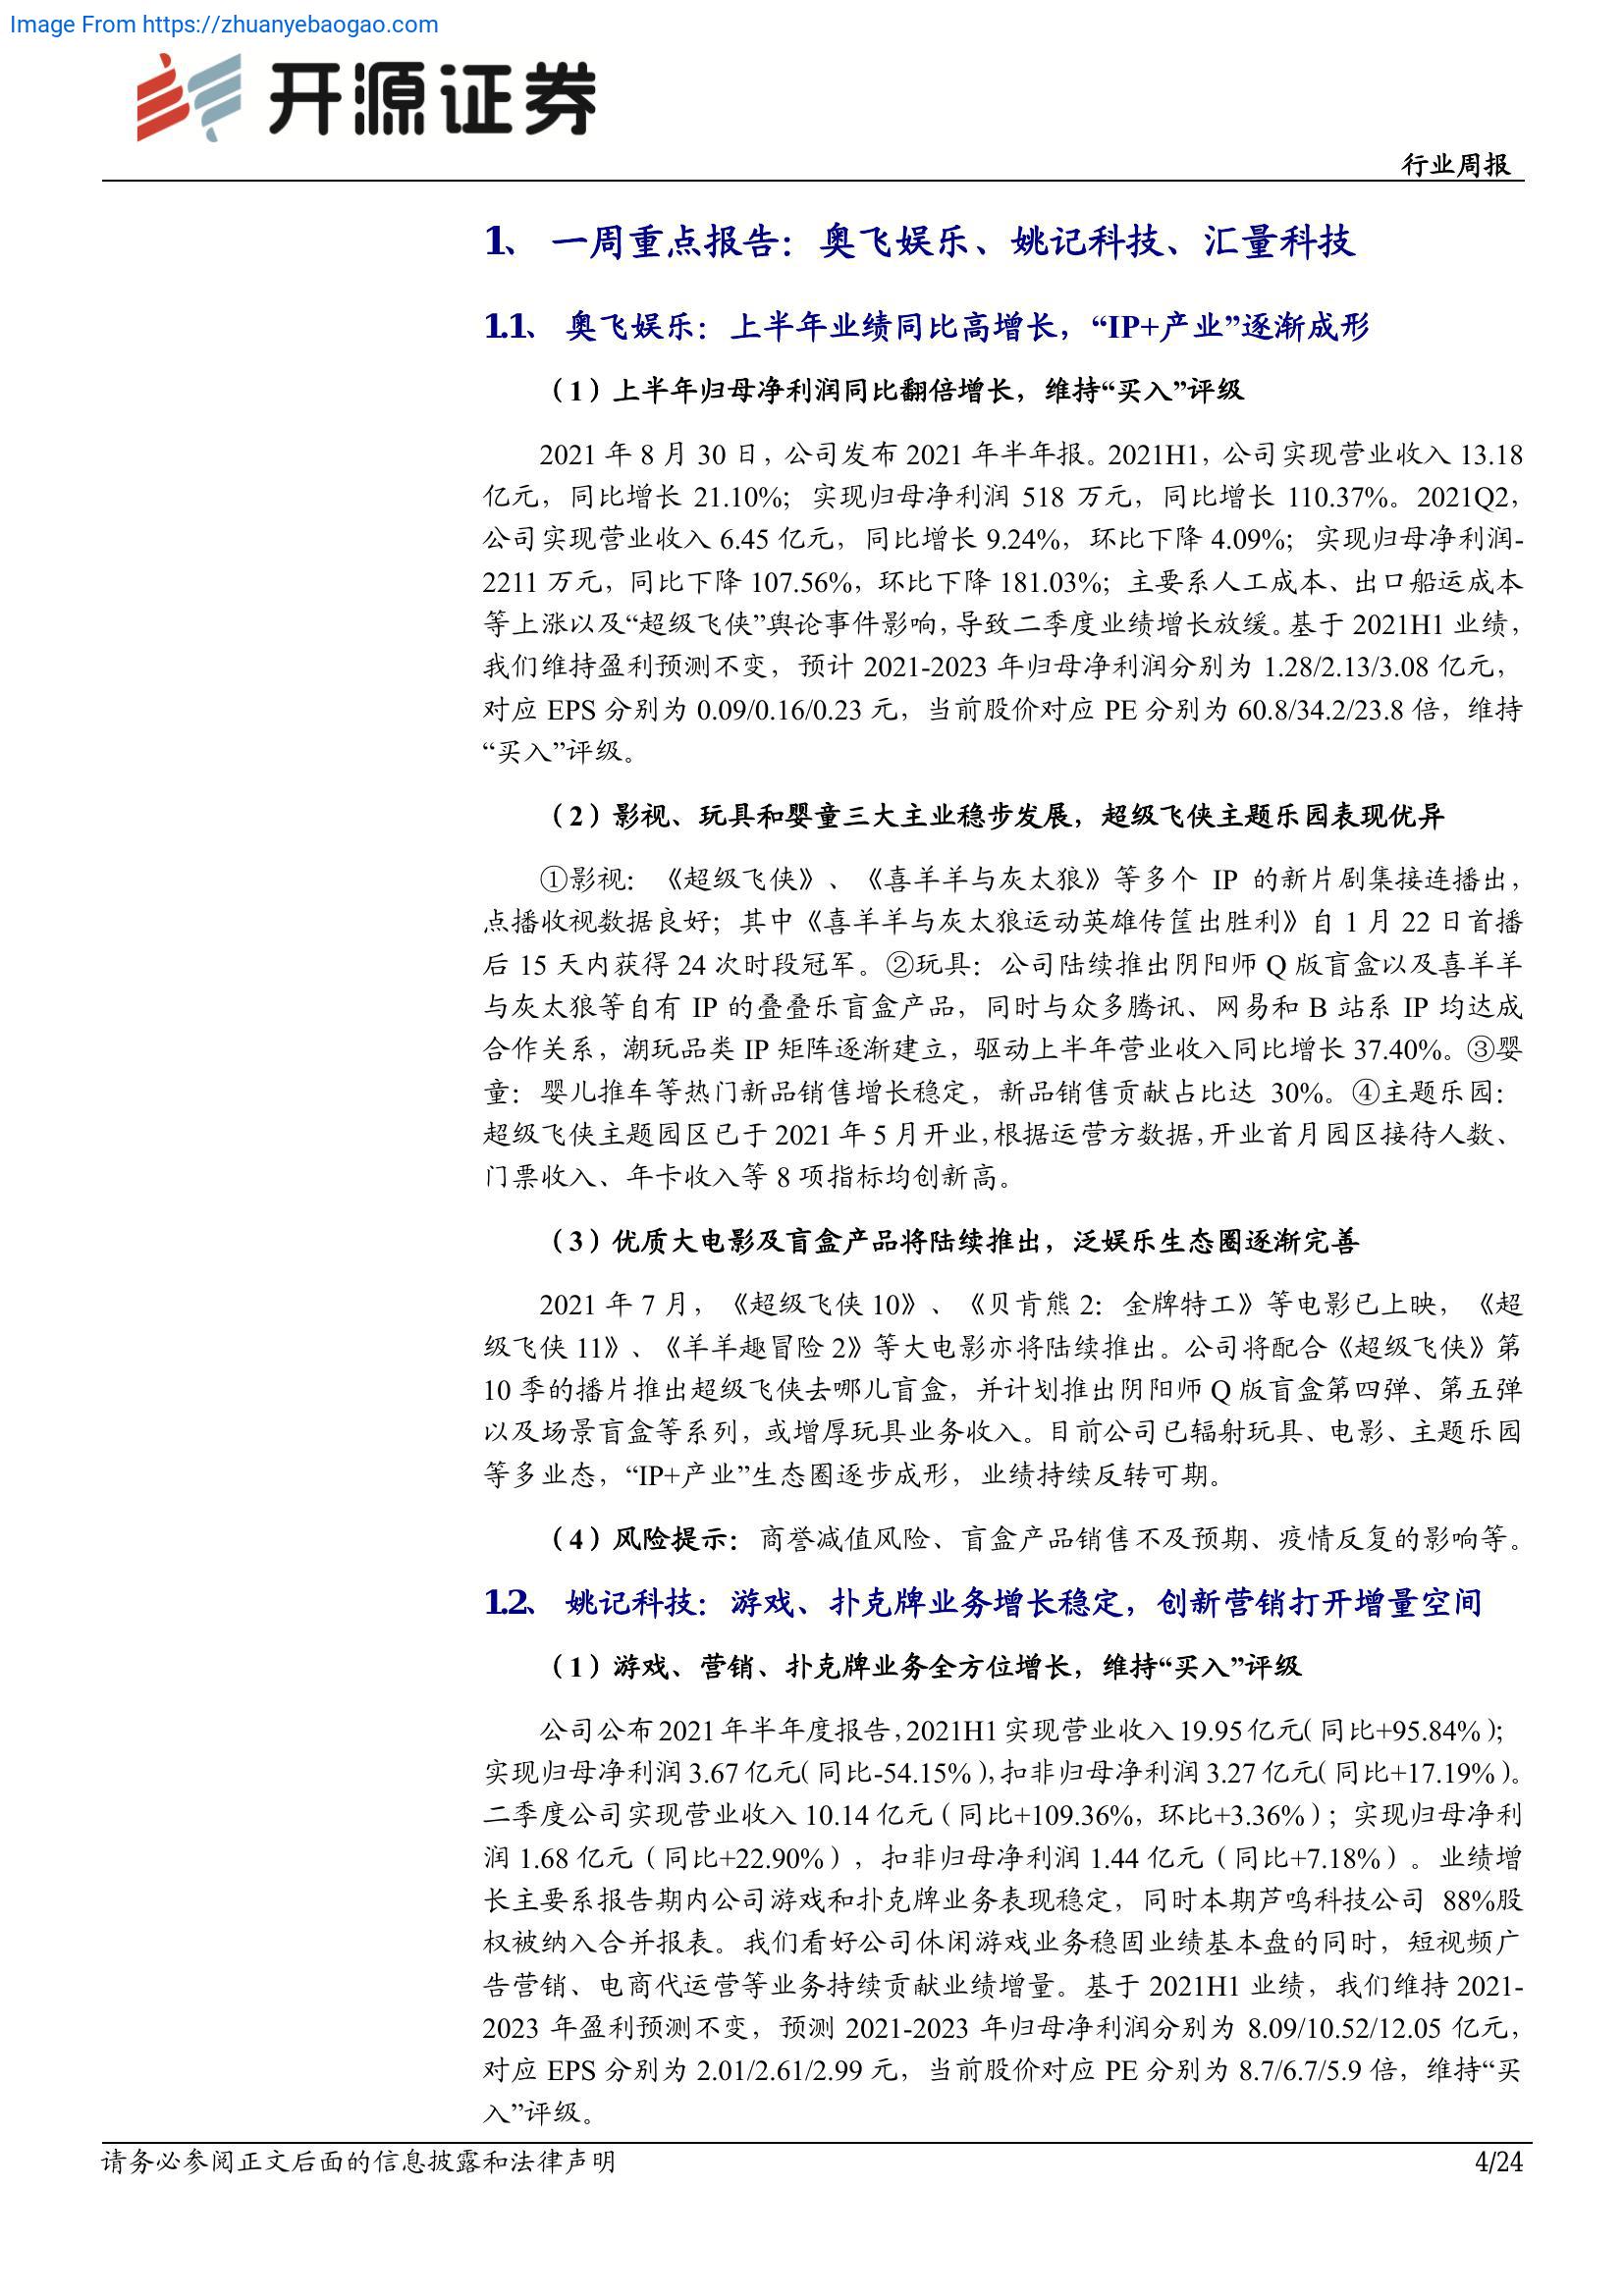 Image From https://zhuanyebaogao.com
开源证券
行业周报
1、 一周重点报告：奥飞娱乐、姚记科技、汇量科技
1.1、 奥飞娱乐：上半年业绩同比高增长，“IP+产业”逐渐成形
（1）上半年归母净利润同比翻倍增长，维持“买入”评级
2021 年 8 月 30 日，公司发布 2021 年半年报。2021H1，公司实现营业收入 13.18
亿元，同比增长 21.10%；实现归母净利润 518 万元，同比增长 110.37%。2021Q2，
公司实现营业收入 6.45 亿元，同比增长 9.24%，环比下降 4.09%；实现归母净利润-
2211 万元，同比下降 107.56%，环比下降 181.03%；主要系人工成本、出口船运成本
等上涨以及“超级飞侠”舆论事件影响，导致二季度业绩增长放缓。基于 2021H1 业绩，
我们维持盈利预测不变，预计 2021-2023 年归母净利润分别为 1.28/2.13/3.08 亿元，
对应 EPS 分别为 0.09/0.16/0.23 元，当前股价对应 PE 分别为 60.8/34.2/23.8 倍，维持
“买入”评级。
（2）影视、玩具和婴童三大主业稳步发展，超级飞侠主题乐园表现优异
①影视：《超级飞侠》、《喜羊羊与灰太狼》等多个 IP 的新片剧集接连播出，
点播收视数据良好；其中《喜羊羊与灰太狼运动英雄传筐出胜利》自 1 月 22 日首播
后 15 天内获得 24 次时段冠军。②玩具：公司陆续推出阴阳师 Q 版盲盒以及喜羊羊
与灰太狼等自有 IP 的叠叠乐盲盒产品，同时与众多腾讯、网易和 B 站系 IP 均达成
合作关系，潮玩品类 IP 矩阵逐渐建立，驱动上半年营业收入同比增长 37.40%。③婴
童：婴儿推车等热门新品销售增长稳定，新品销售贡献占比达 30%。④主题乐园：
超级飞侠主题园区已于 2021 年 5 月开业，根据运营方数据，开业首月园区接待人数、
门票收入、年卡收入等 8 项指标均创新高。
（3）优质大电影及盲盒产品将陆续推出，泛娱乐生态圈逐渐完善
2021 年 7 月，《超级飞侠 10》、《贝肯熊 2：金牌特工》等电影已上映，《超
级飞侠 11》、《羊羊趣冒险 2》等大电影亦将陆续推出。公司将配合《超级飞侠》第
10 季的播片推出超级飞侠去哪儿盲盒，并计划推出阴阳师 Q 版盲盒第四弹、第五弹
以及场景盲盒等系列，或增厚玩具业务收入。目前公司已辐射玩具、电影、主题乐园
等多业态，“IP+产业”生态圈逐步成形，业绩持续反转可期。
（4）风险提示：商誉减值风险、盲盒产品销售不及预期、疫情反复的影响等。
1.2、 姚记科技：游戏、扑克牌业务增长稳定，创新营销打开增量空间
（1）游戏、营销、扑克牌业务全方位增长，维持“买入”评级
公司公布 2021 年半年度报告，2021H1 实现营业收入 19.95 亿元（同比+95.84%）；
实现归母净利润 3.67 亿元（同比-54.15%），扣非归母净利润 3.27 亿元（同比+17.19%）。
二季度公司实现营业收入 10.14 亿元（同比+109.36%，环比+3.36%）；实现归母净利
润 1.68 亿元（同比+22.90%），扣非归母净利润 1.44 亿元（同比+7.18%）。业绩增
长主要系报告期内公司游戏和扑克牌业务表现稳定，同时本期芦鸣科技公司 88%股
权被纳入合并报表。我们看好公司休闲游戏业务稳固业绩基本盘的同时，短视频广
告营销、电商代运营等业务持续贡献业绩增量。基于 2021H1 业绩，我们维持 2021-
2023 年盈利预测不变，预测 2021-2023 年归母净利润分别为 8.09/10.52/12.05 亿元，
对应 EPS 分别为 2.01/2.61/2.99 元，当前股价对应 PE 分别为 8.7/6.7/5.9 倍，维持“买
入”评级。
请务必参阅正文后面的信息披露和法律声明
4/24